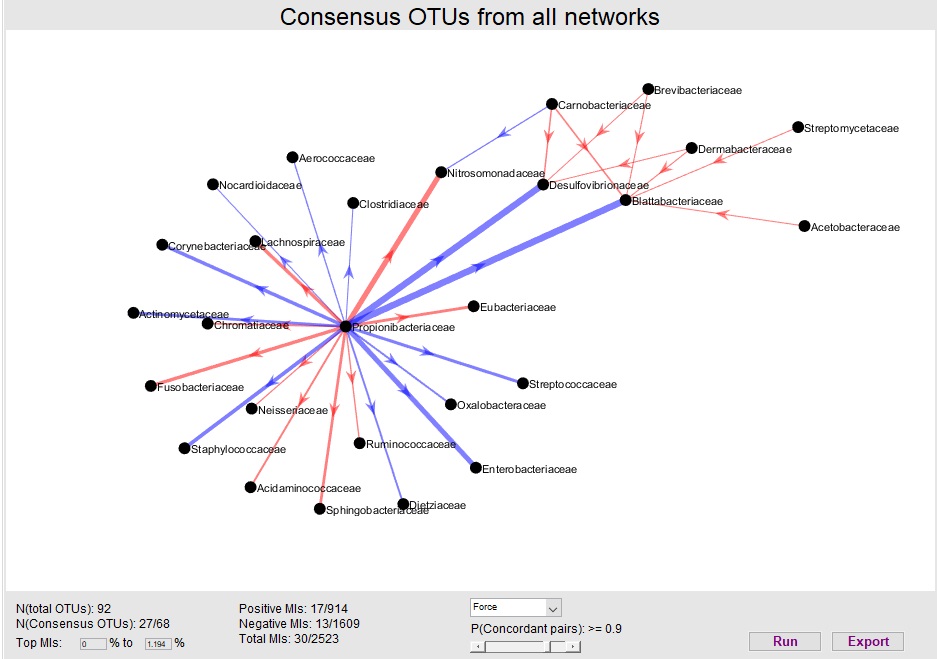 Consensus OTUs from all networks
Brevibacteriaceae
Carnobacteriaceae
Streptomycetaceae
Dermabacteraceae
Aerococcaceae
Nitrosomonadaceae
Nocardioidaceae
Desulfovibrionaceae
Clostridiaceae
Blattabacteriaceae
Acetobacteraceae
Lachnospiraceae
Corynebacteriaceae
Eubacteriaceae
Actinomycetaceae
Chromatiaceae
Propionibacteriaceae
Fusobacteriaceae
Streptococcaceae
Oxalobacteraceae
Neisseriaceae
Ruminococcaceae
Staphylococcaceae
Enterobacteriaceae
Acidaminococcaceae
Dietziaceae
Sphingobacteriaceae
N(total OTUs): 92
N(Consensus OTUs): 27/68
Top MIs: 0 % to 1.194 %
Positive MIs: 17/914
Negative MIs: 13/1609
Total MIs: 30/2523
Force
P(Concordant pairs): >= 0.9
Run
Export